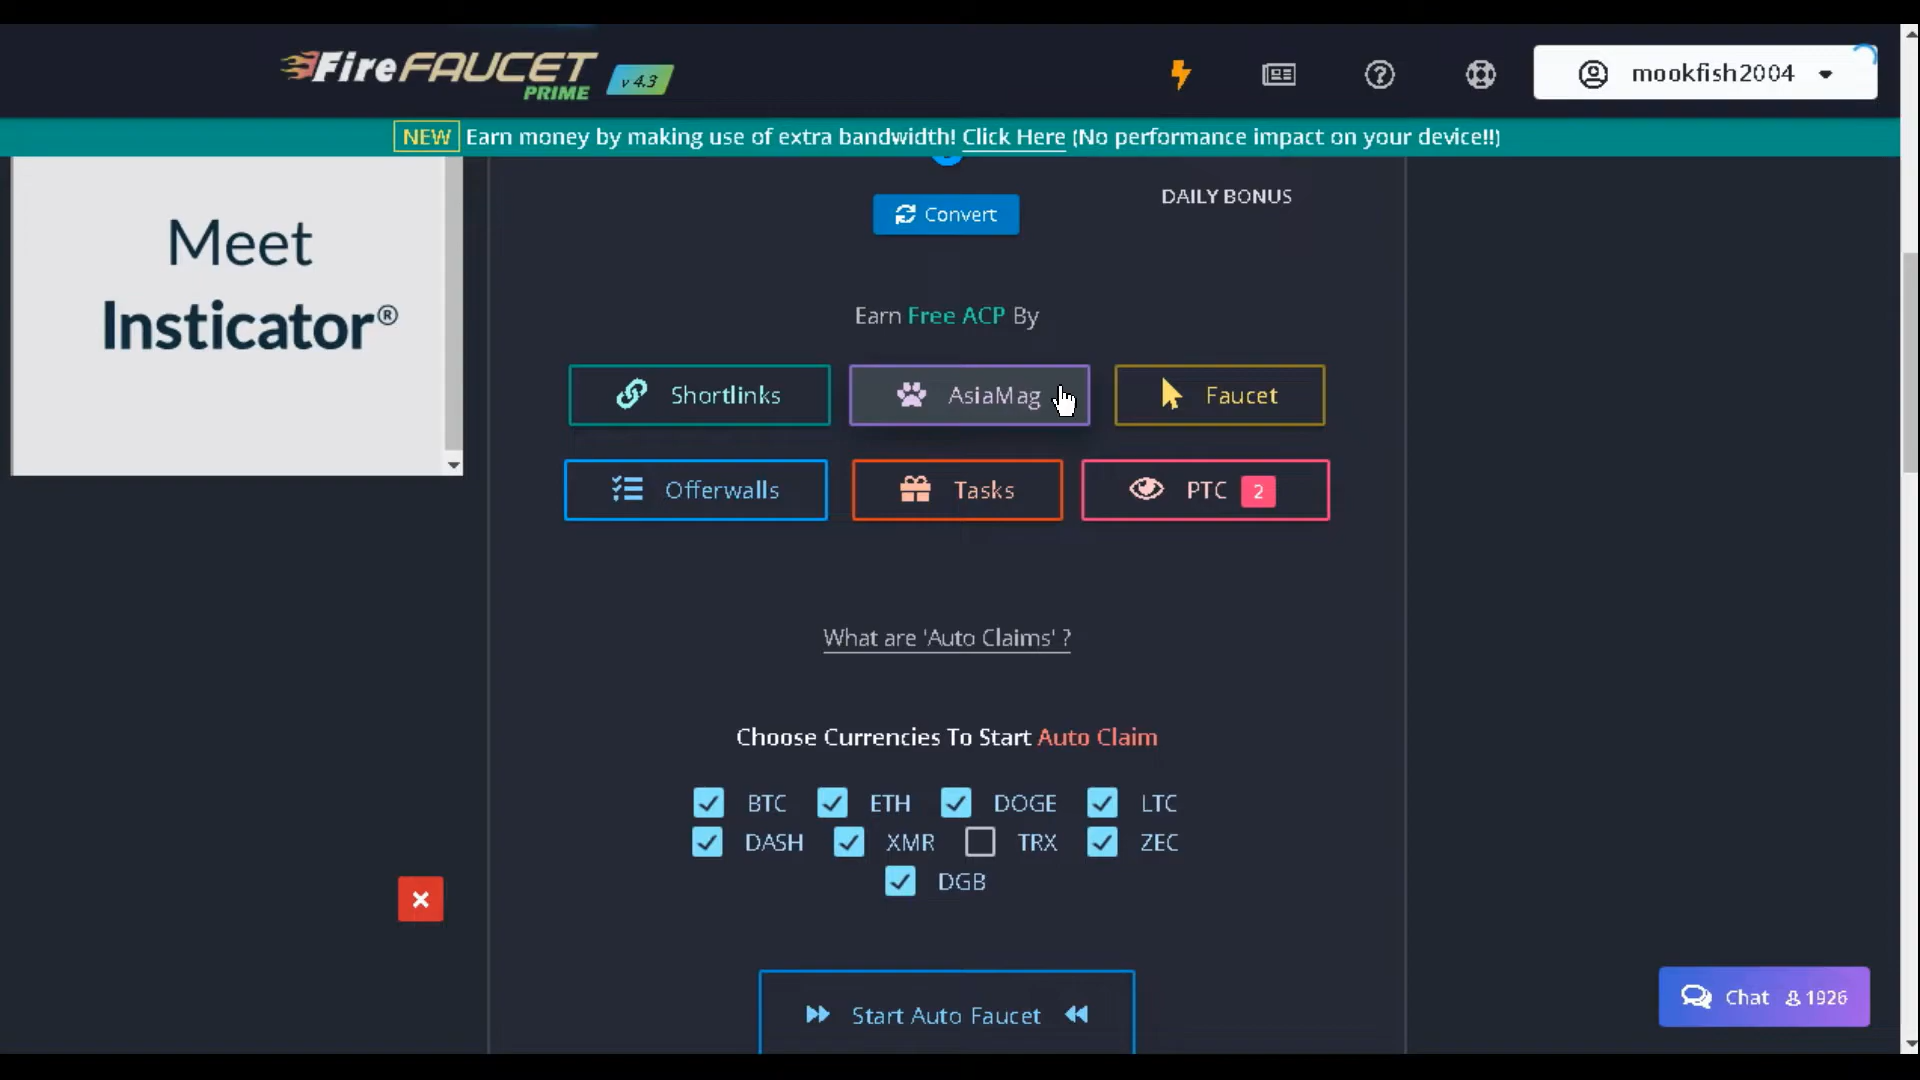 FireFAUCET
PRIME
v 4.3
mookfish2004
NEW Earn money by making use of extra bandwidth! Click Here (No performance impact on your device!!)
Meet
Insticator®
Convert
DAILY BONUS
Earn Free ACP By
Shortlinks
AsiaMag
Faucet
Offerwalls
Tasks
PTC 2
What are 'Auto Claims' ?
Choose Currencies To Start Auto Claim
BTC ETH DOGE LTC
DASH XMR TRX ZEC
DGB
Start Auto Faucet
Chat 1926